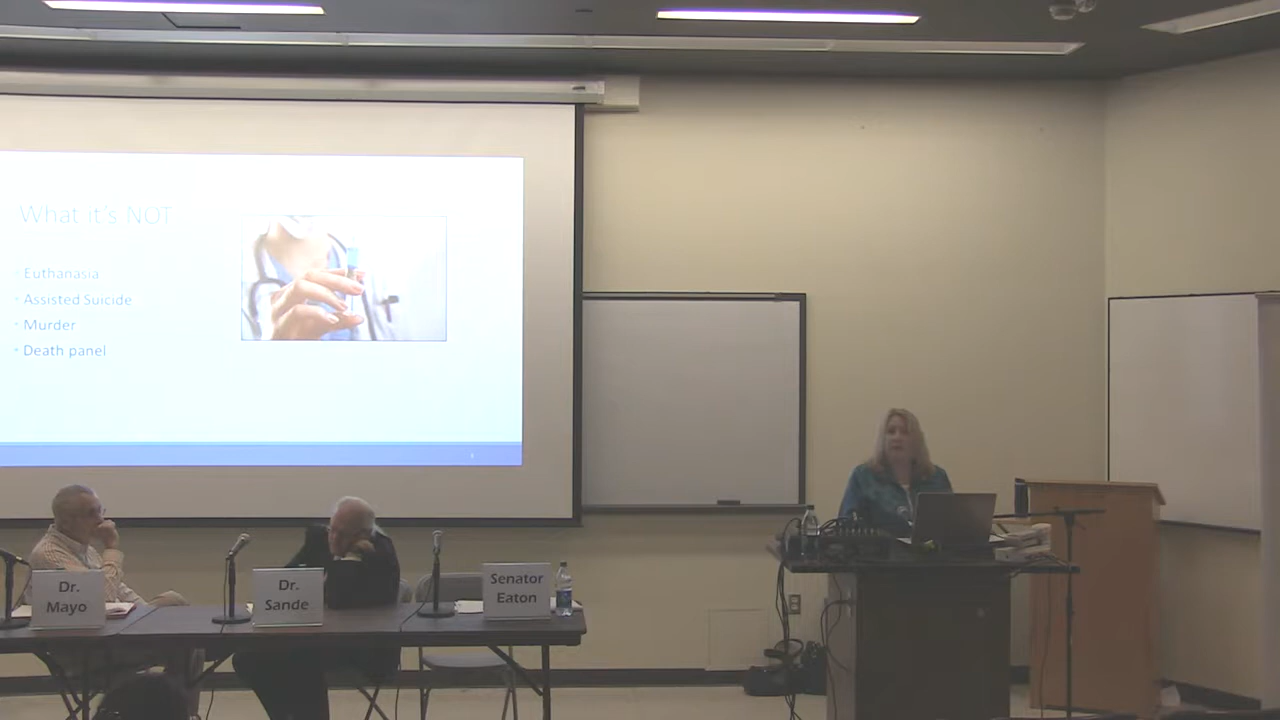 What it's NOT
Euthanasia
Assisted Suicide
Murder
Death panel
Dr.
Mayo
Dr.
Sande
Senator
Eaton